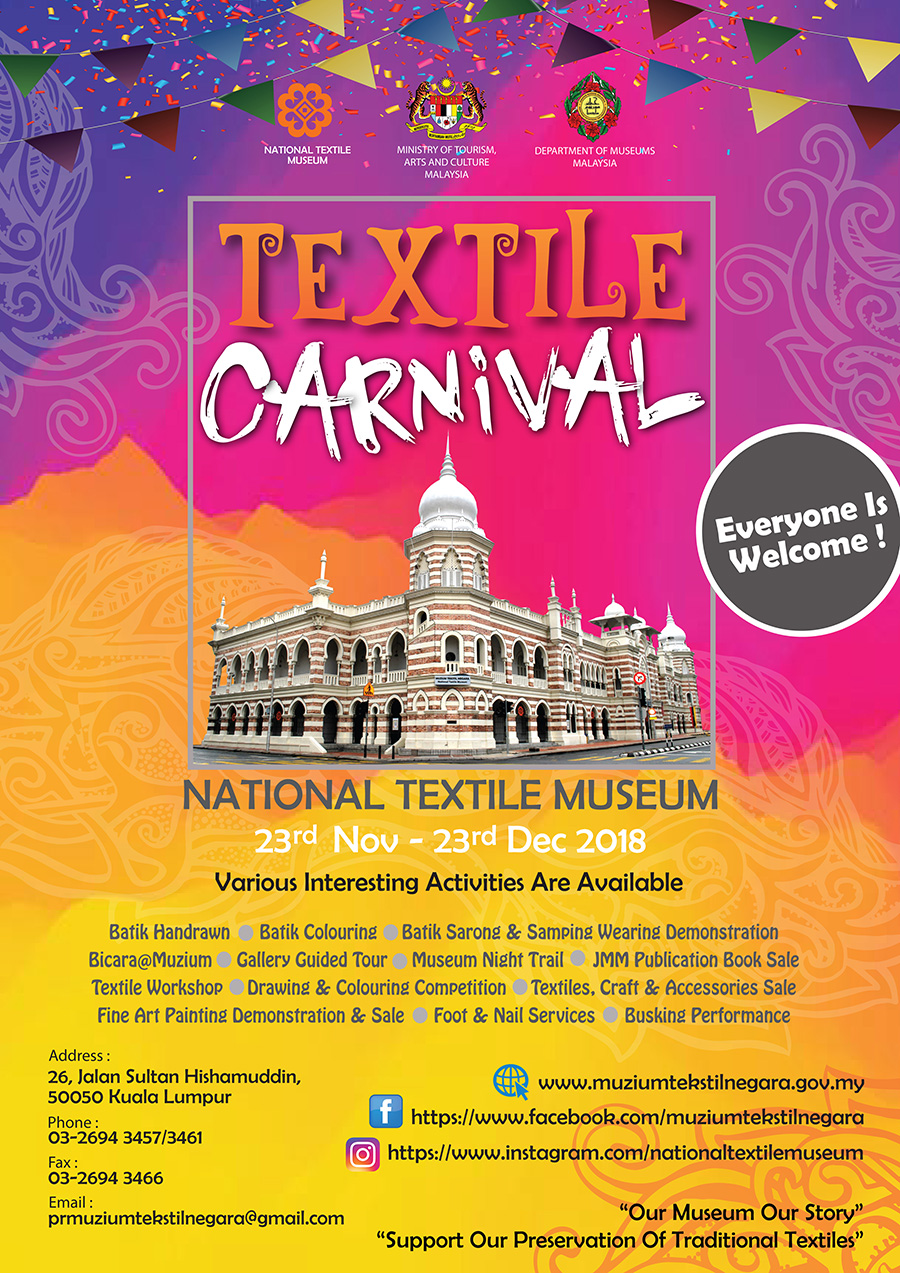 NATIONAL TEXTILE
MUSEUM
MINISTRY OF TOURISM,
ARTS AND CULTURE
MALAYSIA
DEPARTMENT OF MUSEUMS
MALAYSIA
TEXTILE
CARNIVAL
Everyone Is
Welcome !
NATIONAL TEXTILE MUSEUM
23rd Nov - 23rd Dec 2018
Various Interesting Activities Are Available
Batik Handrawn ● Batik Colouring ● Batik Sarong & Samping Wearing Demonstration
Bicara@Muzium ● Gallery Guided Tour ● Museum Night Trail ● JMM Publication Book Sale
Textile Workshop ● Drawing & Colouring Competition ● Textiles, Craft & Accessories Sale
Fine Art Painting Demonstration & Sale ● Foot & Nail Services ● Busking Performance
Address :
26, Jalan Sultan Hishamuddin,
50050 Kuala Lumpur
Phone :
03-2694 3457/3461
Fax :
03-2694 3466
Email :
prmuziumtekstilnegara@gmail.com
www.muziumtekstilnegara.gov.my
https://www.facebook.com/muziumtekstilnegara
https://www.instagram.com/nationaltextilemuseum
“Our Museum Our Story”
“Support Our Preservation Of Traditional Textiles”